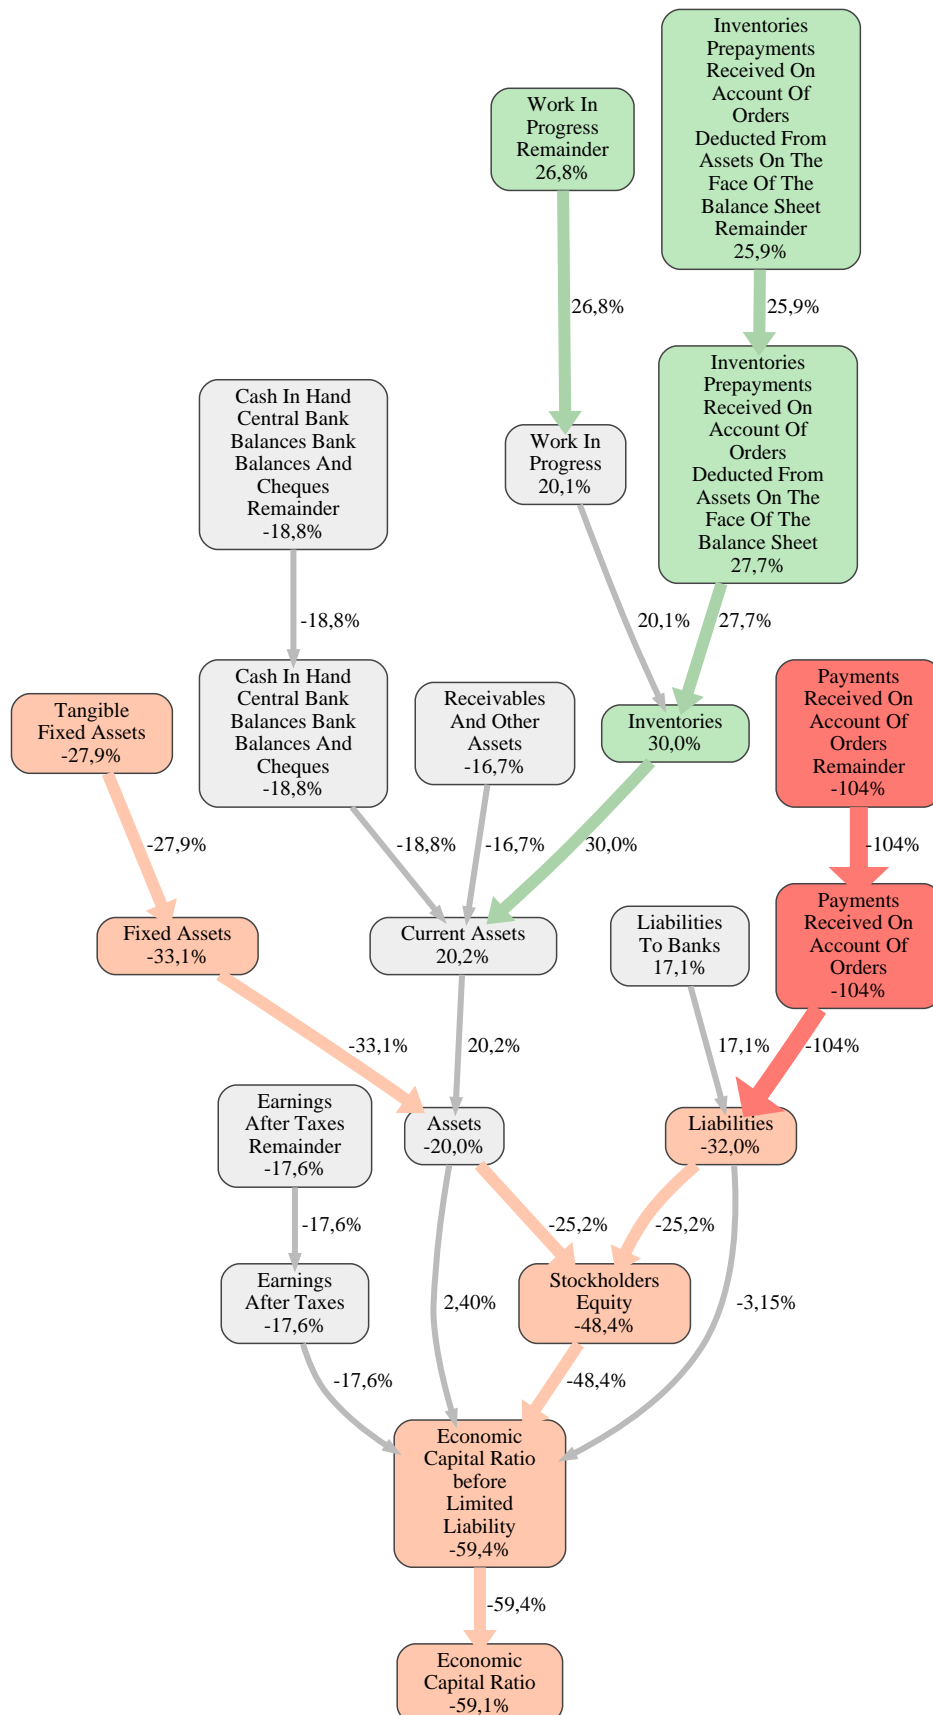 Inventories
Prepayments
Received On
Account Of
Orders
Deducted From
Assets On The
Face Of The
Balance Sheet
Remainder
25,9%
Work In
Progress
Remainder
26,8%
26,8%
25,9%
Inventories
Prepayments
Received On
Account Of
Orders
Deducted From
Assets On The
Face Of The
Balance Sheet
27,7%
Cash In Hand
Central Bank
Balances Bank
Balances And
Cheques
Remainder
-18,8%
Work In
Progress
20,1%
-18,8%
20,1%
27,7%
Tangible
Fixed Assets
-27,9%
Cash In Hand
Central Bank
Balances Bank
Balances And
Cheques
-18,8%
Receivables
And Other
Assets
-16,7%
Inventories
30,0%
Payments
Received On
Account Of
Orders
Remainder
-104%
-27,9%
-18,8%
-16,7%
30,0%
-104%
Fixed Assets
-33,1%
Current Assets
20,2%
Liabilities
To Banks
17,1%
Payments
Received On
Account Of
Orders
-104%
-33,1%
20,2%
17,1%
-104%
Earnings
After Taxes
Remainder
-17,6%
Assets
-20,0%
Liabilities
-32,0%
-17,6%
-25,2%
-25,2%
Earnings
After Taxes
-17,6%
2,40%
Stockholders
Equity
-48,4%
-3,15%
-17,6%
-48,4%
Economic
Capital Ratio
before
Limited
Liability
-59,4%
-59,4%
Economic
Capital Ratio
-59,1%